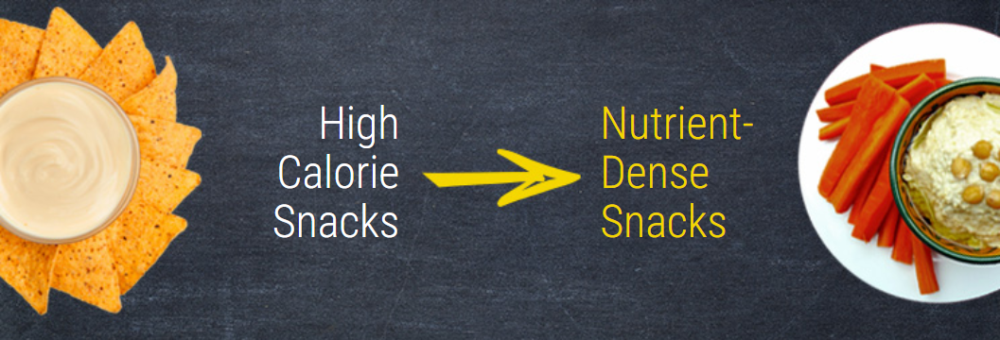 High
Calorie
Snacks
Nutrient-
Dense
Snacks